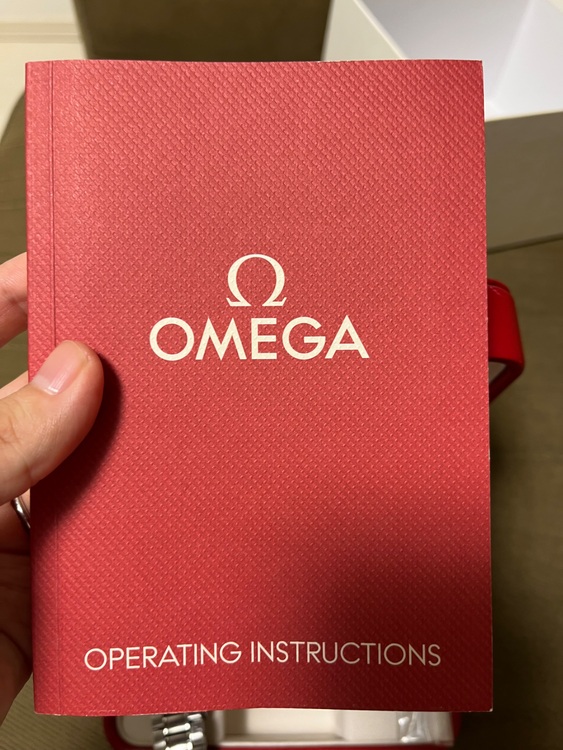 Ω
OMEGA
OPERATING INSTRUCTIONS